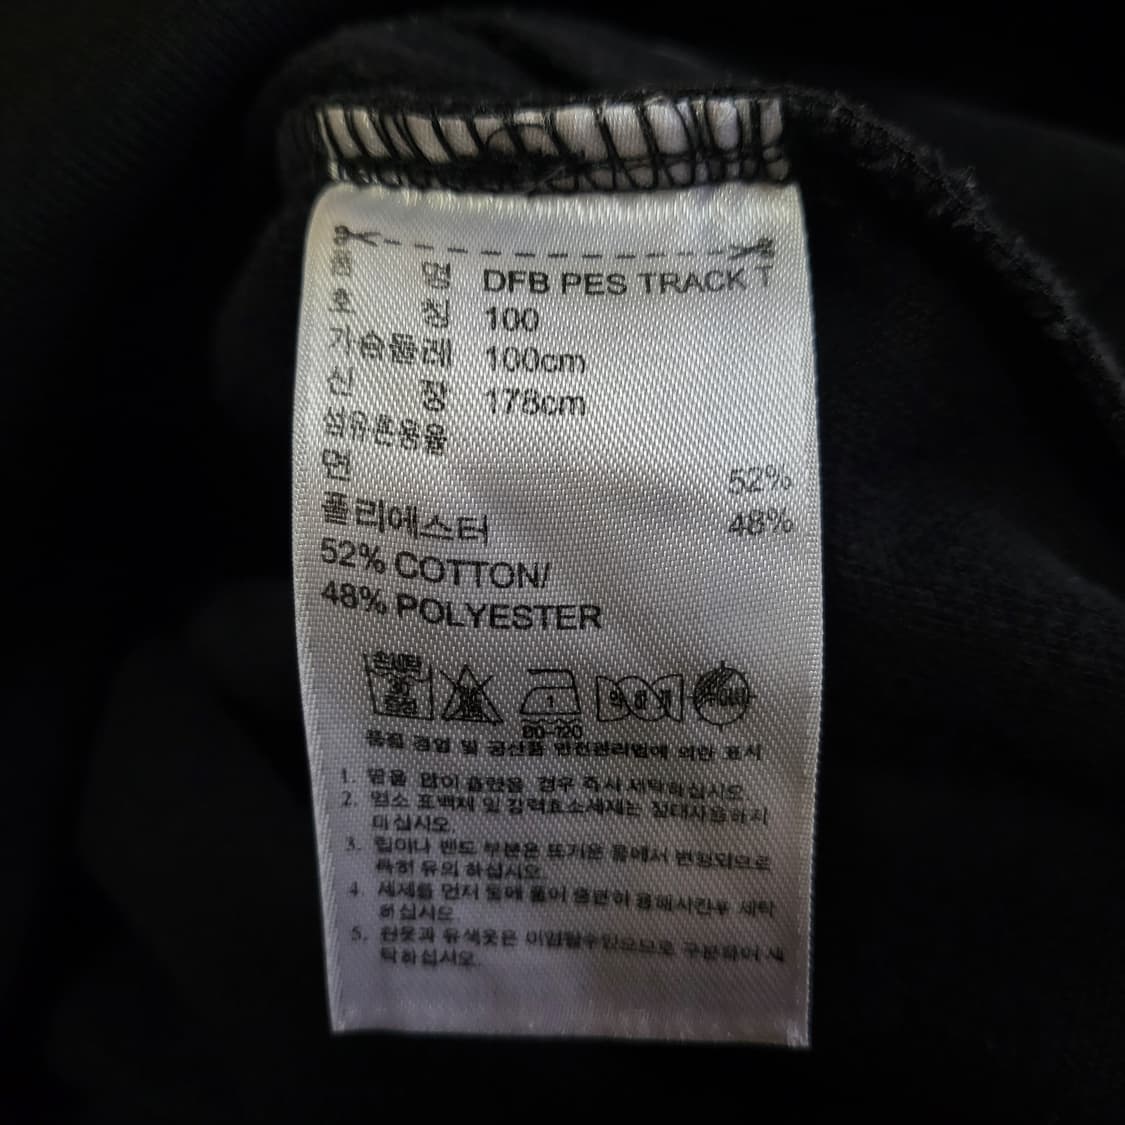 품 명 DFB PES TRACK T
호 칭 100
가슴둘레 100cm
신 장 178cm
섬유혼용율
면 52%
폴리에스터 48%
52% COTTON/
48% POLYESTER
손세탁
80-120
품질 경영 및 공산품 안전관리법에 의한 표시
1. 땀을 많이 흘렸을 경우 즉시 세탁하십시오
2. 염소 표백제 및 강력효소세제는 절대사용하지
마십시오.
3. 립이나 밴드 부분은 뜨거운 물에서 변형되므로
특히 유의 하십시오.
4. 세제를 먼저 물에 풀어 충분히 용해시킨후 세탁
하십시오.
5. 흰옷과 유색옷은 이염될수있으므로 구분하여 세
탁하십시오.